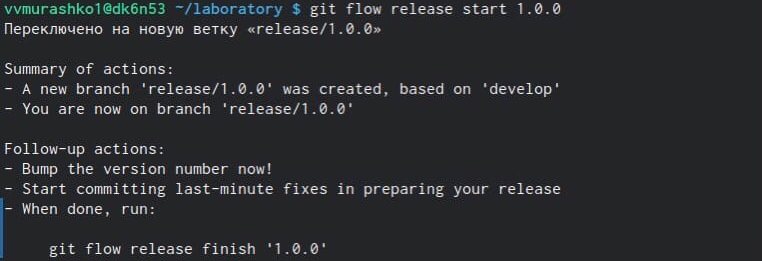 vvmurashko1@dk6n53 ~/laboratory $ git flow release start 1.0.0
Переключено на новую ветку «release/1.0.0»
Summary of actions:
- A new branch 'release/1.0.0' was created, based on 'develop'
- You are now on branch 'release/1.0.0'
Follow-up actions:
- Bump the version number now!
- Start committing last-minute fixes in preparing your release
- When done, run:
git flow release finish '1.0.0'